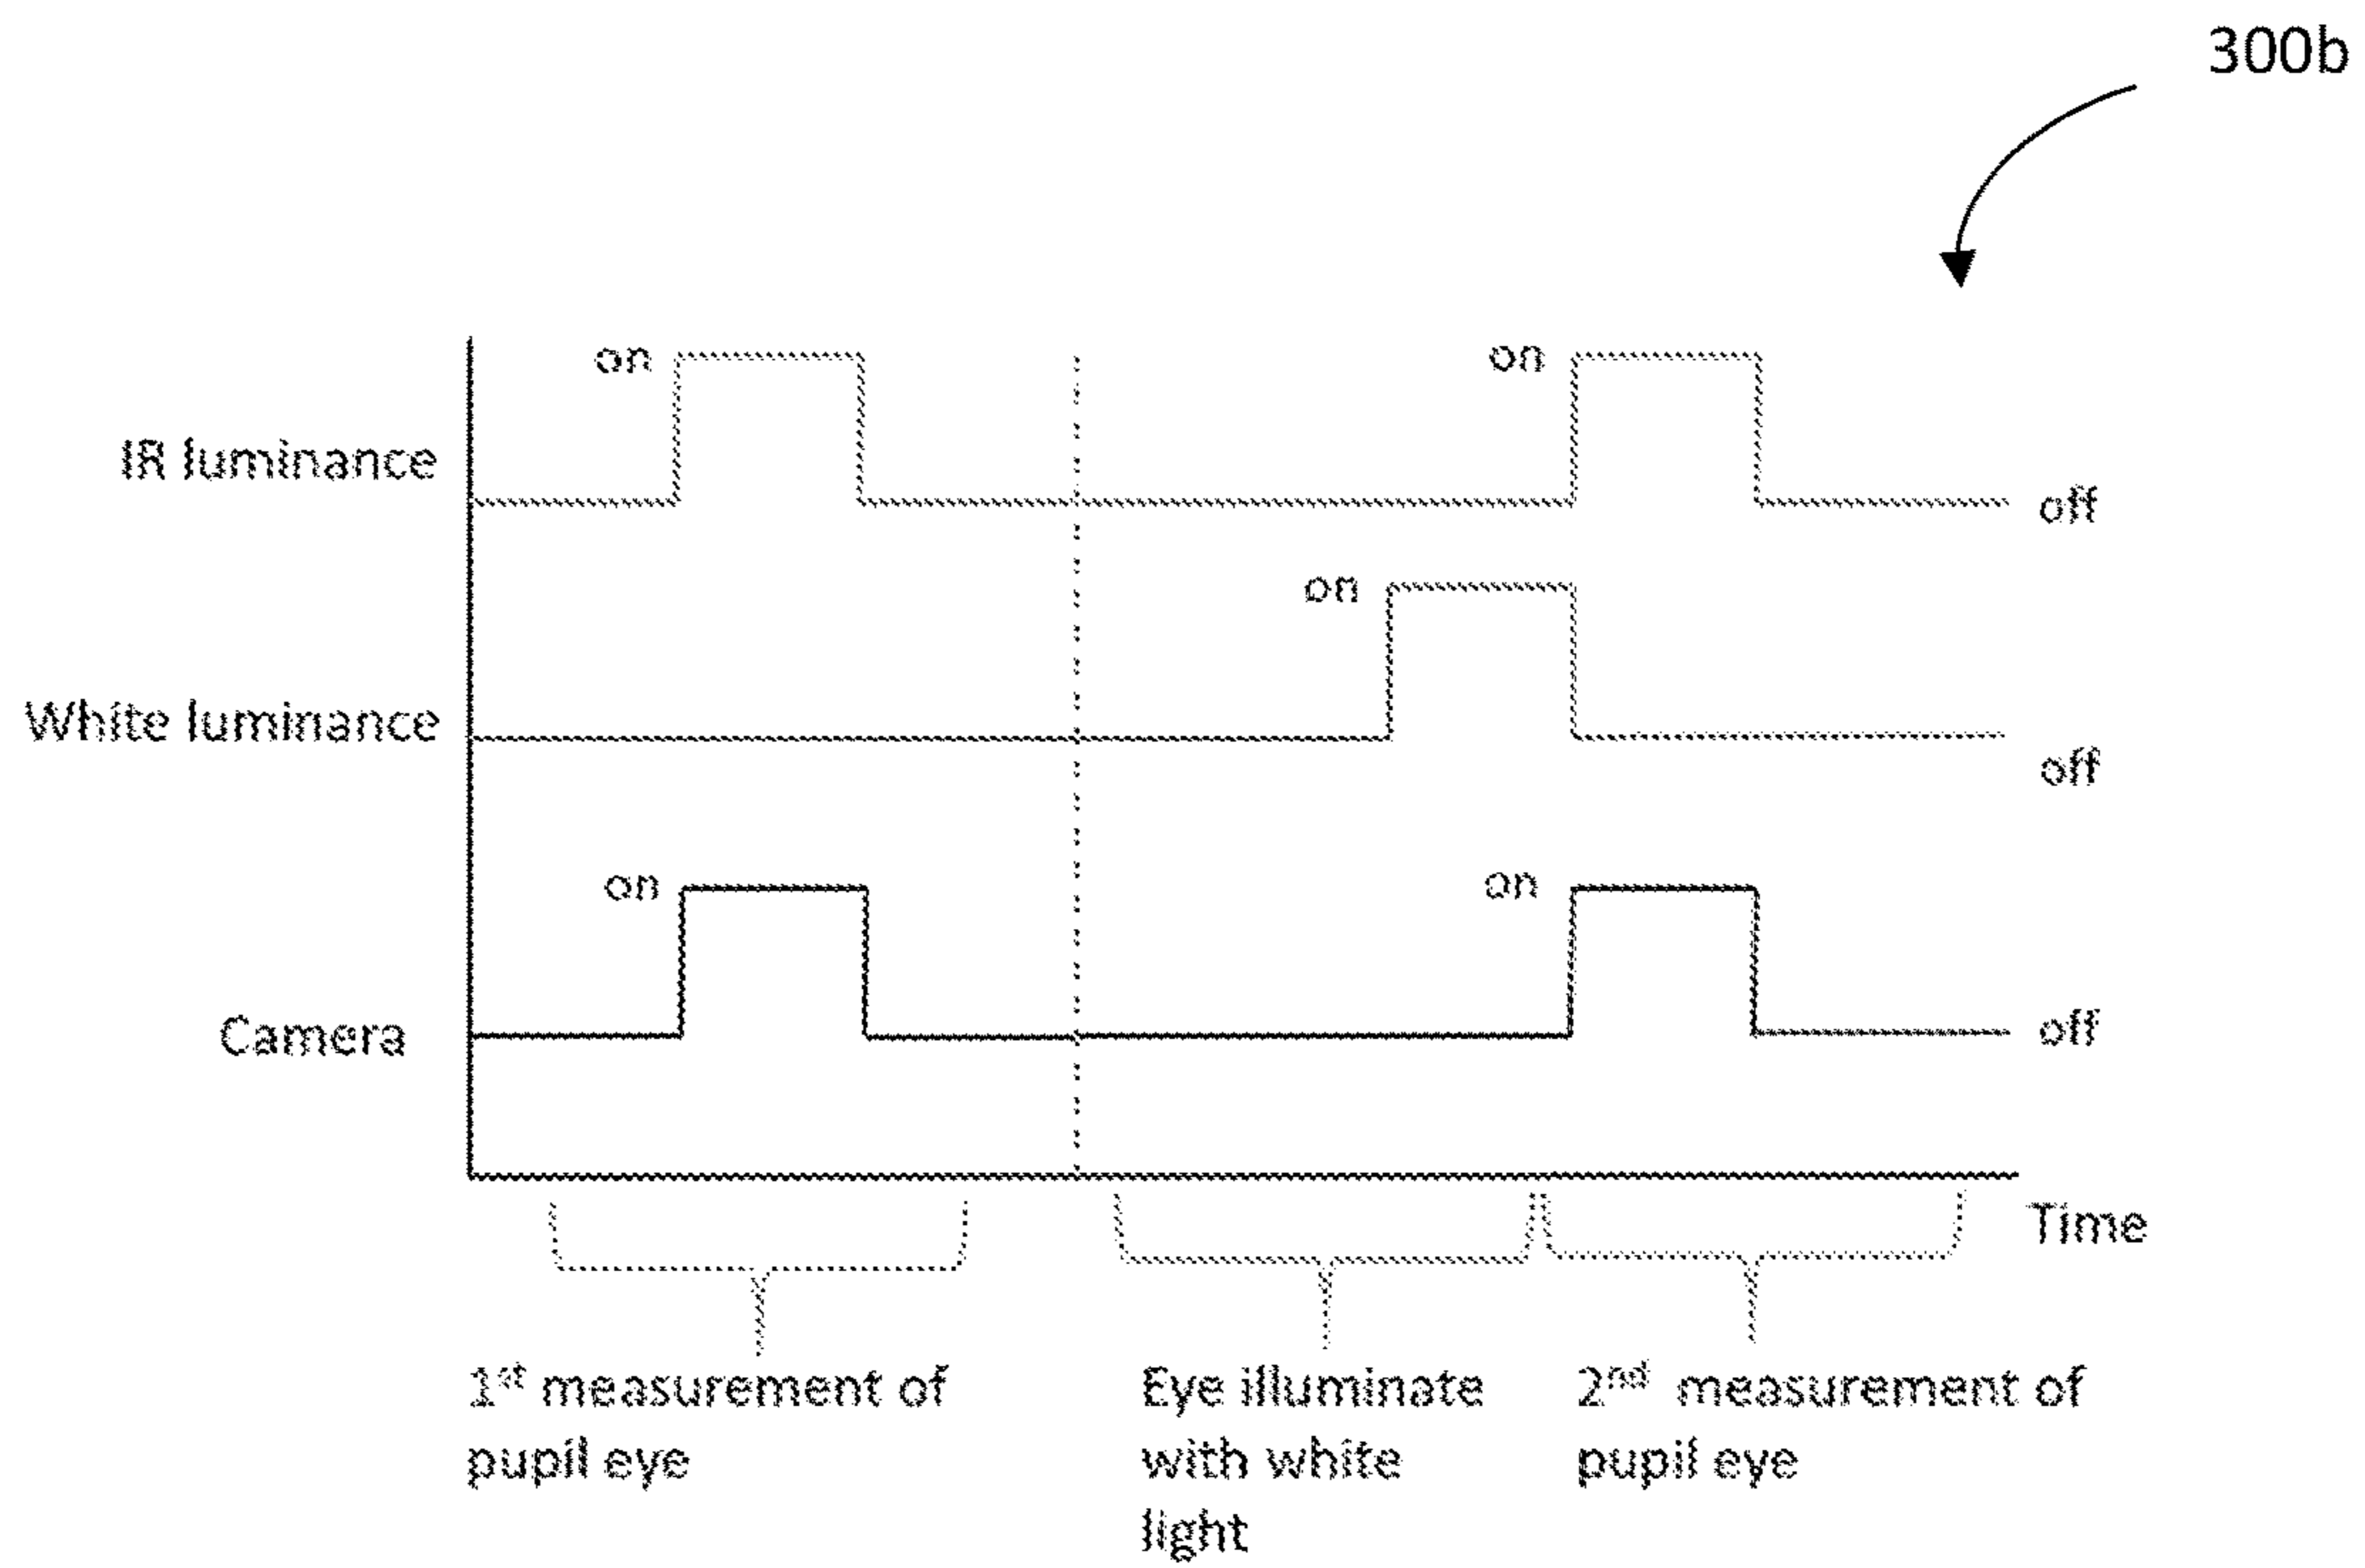 300b
on
on
IR luminance
off
on
White luminance
off
on
on
Camera
off
Time
1st measurement of
pupil eye
Eye illuminate
with white
light
2nd measurement of
pupil eye